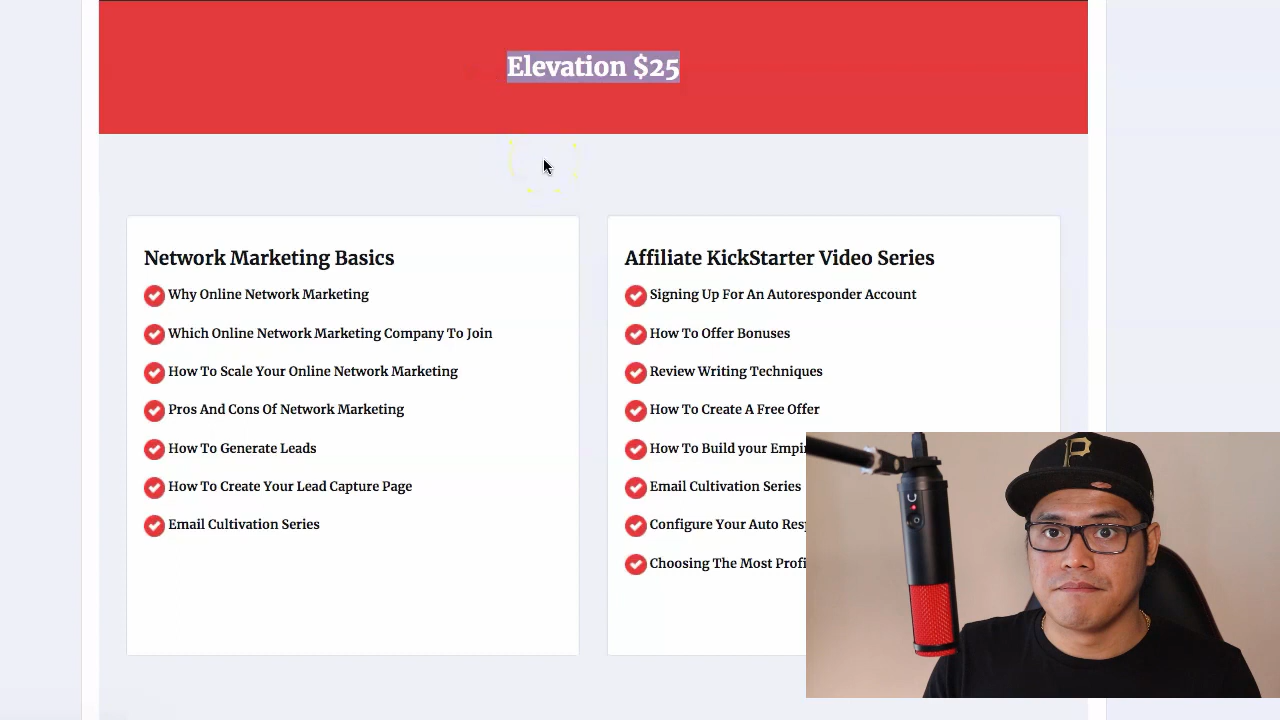 Elevation $25
Network Marketing Basics
Why Online Network Marketing
Which Online Network Marketing Company To Join
How To Scale Your Online Network Marketing
Pros And Cons Of Network Marketing
How To Generate Leads
How To Create Your Lead Capture Page
Email Cultivation Series
Affiliate KickStarter Video Series
Signing Up For An Autoresponder Account
How To Offer Bonuses
Review Writing Techniques
How To Create A Free Offer
How To Build your
Email Cultivation Series
Configure Your Auto
Choosing The Most
P